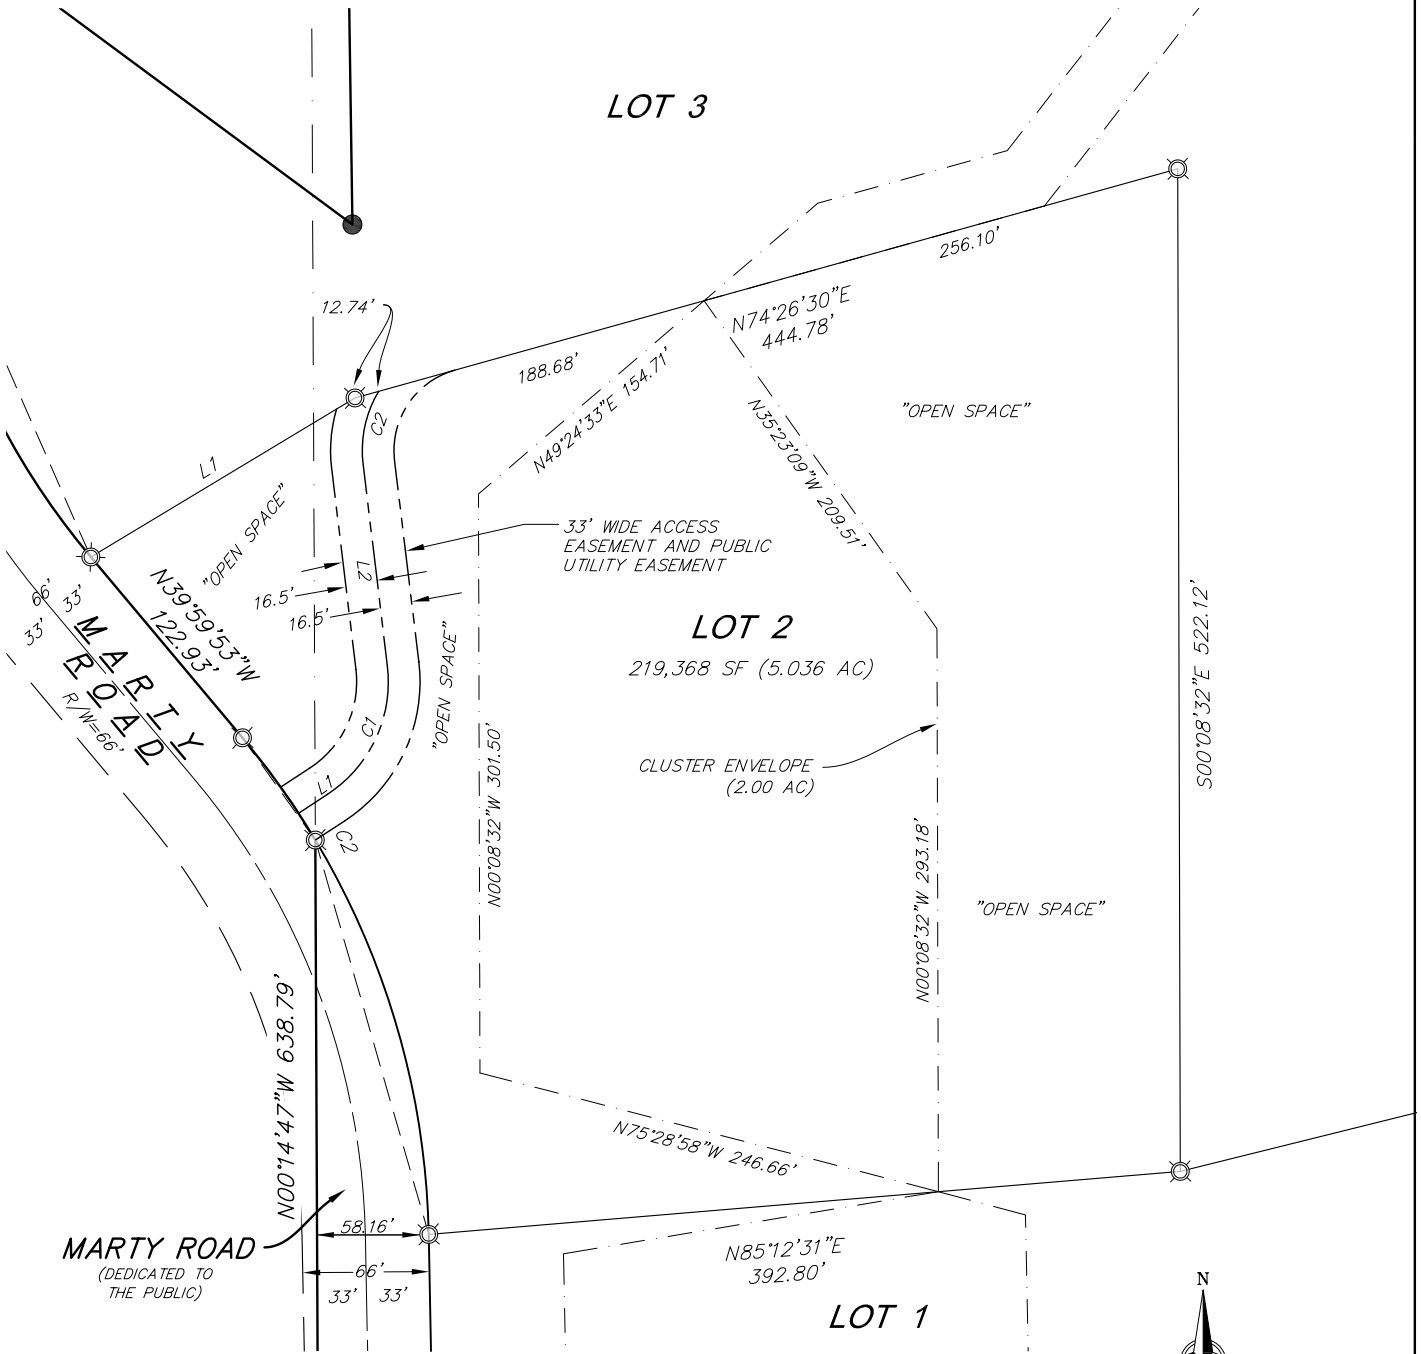 LOT 3
256.10'
12.74'
N74°26'30"E
444.78'
188.68'
N49°24'33"E 154.71'
C2
N35°23'09"W 209.51'
"OPEN SPACE"
L1
"OPEN SPACE"
33' WIDE ACCESS
EASEMENT AND PUBLIC
UTILITY EASEMENT
L2
16.5'
16.5'
N39°59'53"W
122.93'
66'
33'
33'
MARTY
ROAD
R/W=66'
"OPEN SPACE"
LOT 2
219,368 SF (5.036 AC)
S00°08'32"E 522.12'
C1
L1
C2
CLUSTER ENVELOPE
(2.00 AC)
N00°08'32"W 301.50'
N00°08'32"W 293.18'
"OPEN SPACE"
N00°14'47"W 638.79'
N75°28'58"W 246.66'
58.16'
MARTY ROAD
(DEDICATED TO
THE PUBLIC)
66'
33' 33'
N85°12'31"E
392.80'
LOT 1
N